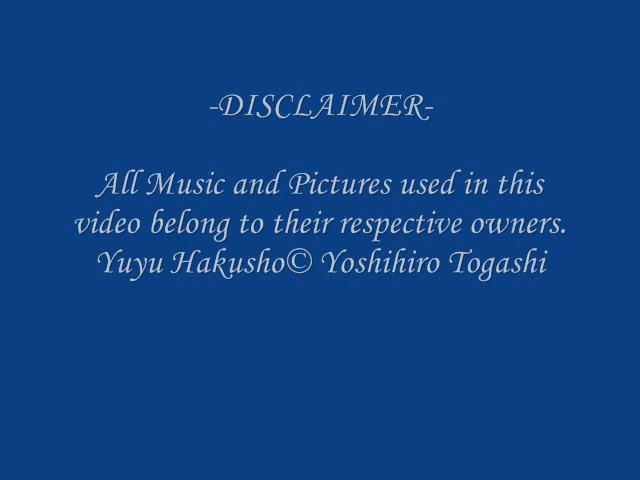 -DISCLAIMER-
All Music and Pictures used in this
video belong to their respective owners.
Yuyu Hakusho© Yoshihiro Togashi